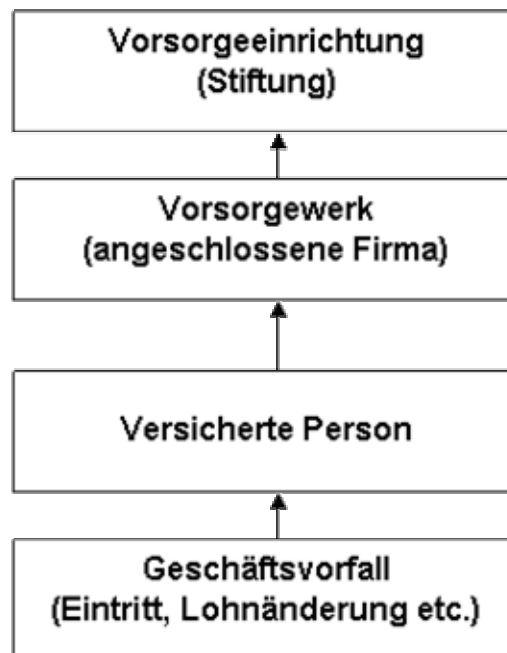 Vorsorgeeinrichtung
(Stiftung)
Vorsorgewerk
(angeschlossene Firma)
Versicherte Person
Geschäftsvorfall
(Eintritt, Lohnänderung etc.)